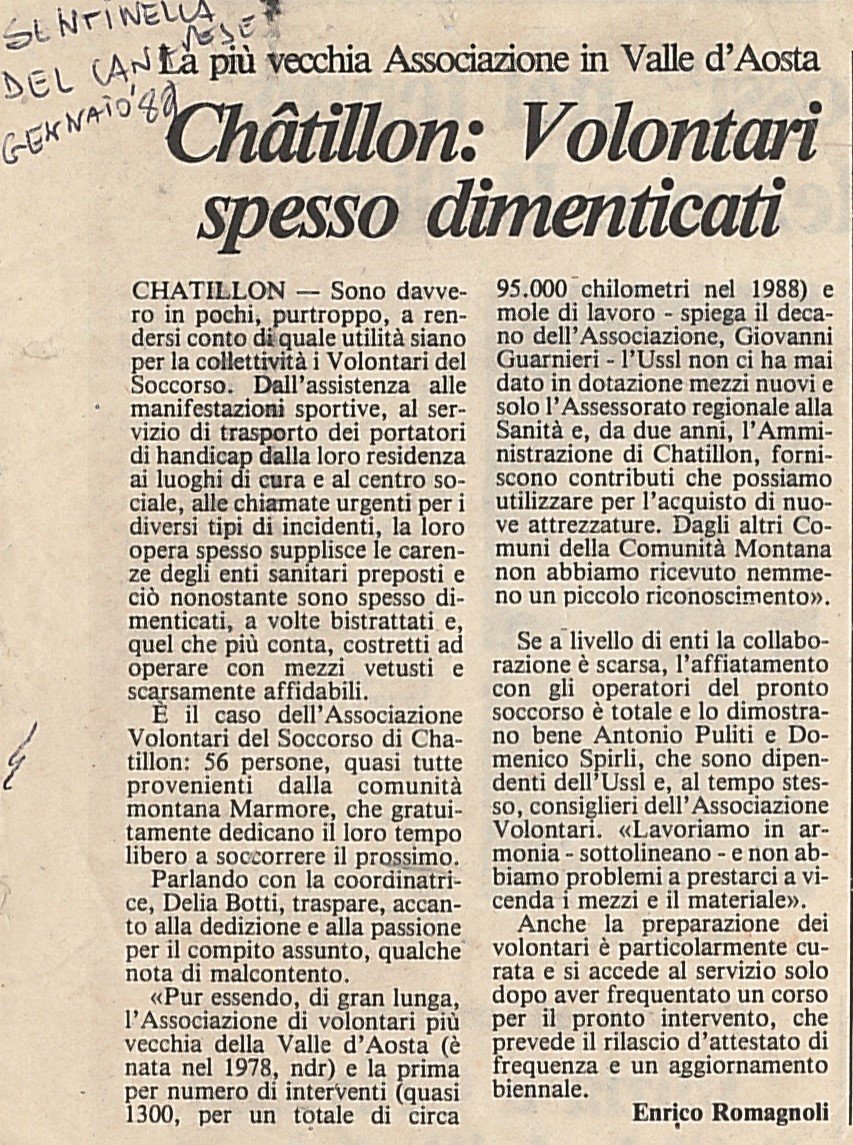 SENTINELLA
DEL CANAVESE
GENNAIO '89
La più vecchia Associazione in Valle d'Aosta
Châtillon: Volontari
spesso dimenticati
CHATILLON — Sono davve-
ro in pochi, purtroppo, a ren-
dersi conto di quale utilità siano
per la collettività i Volontari del
Soccorso. Dall'assistenza alle
manifestazioni sportive, al ser-
vizio di trasporto dei portatori
di handicap dalla loro residenza
ai luoghi di cura e al centro so-
ciale, alle chiamate urgenti per i
diversi tipi di incidenti, la loro
opera spesso supplisce le caren-
ze degli enti sanitari preposti e
ciò nonostante sono spesso di-
menticati, a volte bistrattati e,
quel che più conta, costretti ad
operare con mezzi vetusti e
scarsamente affidabili.
È il caso dell'Associazione
Volontari del Soccorso di Cha-
tillon: 56 persone, quasi tutte
provenienti dalla comunità
montana Marmore, che gratui-
tamente dedicano il loro tempo
libero a soccorrere il prossimo.
Parlando con la coordinatri-
ce, Delia Botti, traspare, accan-
to alla dedizione e alla passione
per il compito assunto, qualche
nota di malcontento.
«Pur essendo, di gran lunga,
l'Associazione di volontari più
vecchia della Valle d'Aosta (è
nata nel 1978, ndr) e la prima
per numero di interventi (quasi
1300, per un totale di circa
95.000 chilometri nel 1988) e
mole di lavoro - spiega il deca-
no dell'Associazione, Giovanni
Guarnieri - l'Ussl non ci ha mai
dato in dotazione mezzi nuovi e
solo l'Assessorato regionale alla
Sanità e, da due anni, l'Ammi-
nistrazione di Chatillon, forni-
scono contributi che possiamo
utilizzare per l'acquisto di nuo-
ve attrezzature. Dagli altri Co-
muni della Comunità Montana
non abbiamo ricevuto nemme-
no un piccolo riconoscimento».
Se a livello di enti la collabo-
razione è scarsa, l'affiatamento
con gli operatori del pronto
soccorso è totale e lo dimostra-
no bene Antonio Puliti e Do-
menico Spirli, che sono dipen-
denti dell'Ussl e, al tempo stes-
so, consiglieri dell'Associazione
Volontari. «Lavoriamo in ar-
monia - sottolineano - e non ab-
biamo problemi a prestarci a vi-
cenda i mezzi e il materiale».
Anche la preparazione dei
volontari è particolarmente cu-
rata e si accede al servizio solo
dopo aver frequentato un corso
per il pronto intervento, che
prevede il rilascio d'attestato di
frequenza e un aggiornamento
biennale.
Enrico Romagnoli